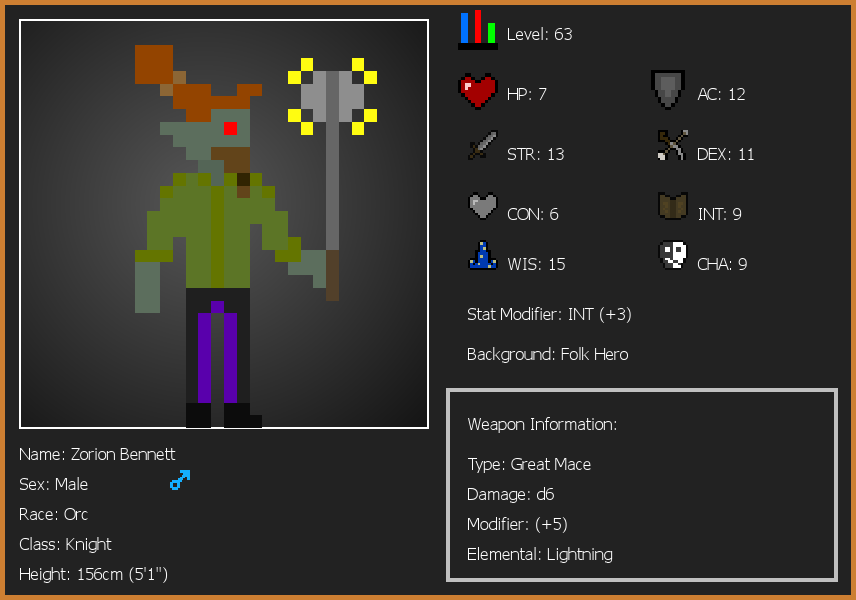 Level: 63
HP: 7
AC: 12
STR: 13
DEX: 11
CON: 6
INT: 9
WIS: 15
CHA: 9
Stat Modifier: INT (+3)
Background: Folk Hero
Weapon Information:
Type: Great Mace
Damage: d6
Modifier: (+5)
Elemental: Lightning
Name: Zorion Bennett
Sex: Male
Race: Orc
Class: Knight
Height: 156cm (5'1")